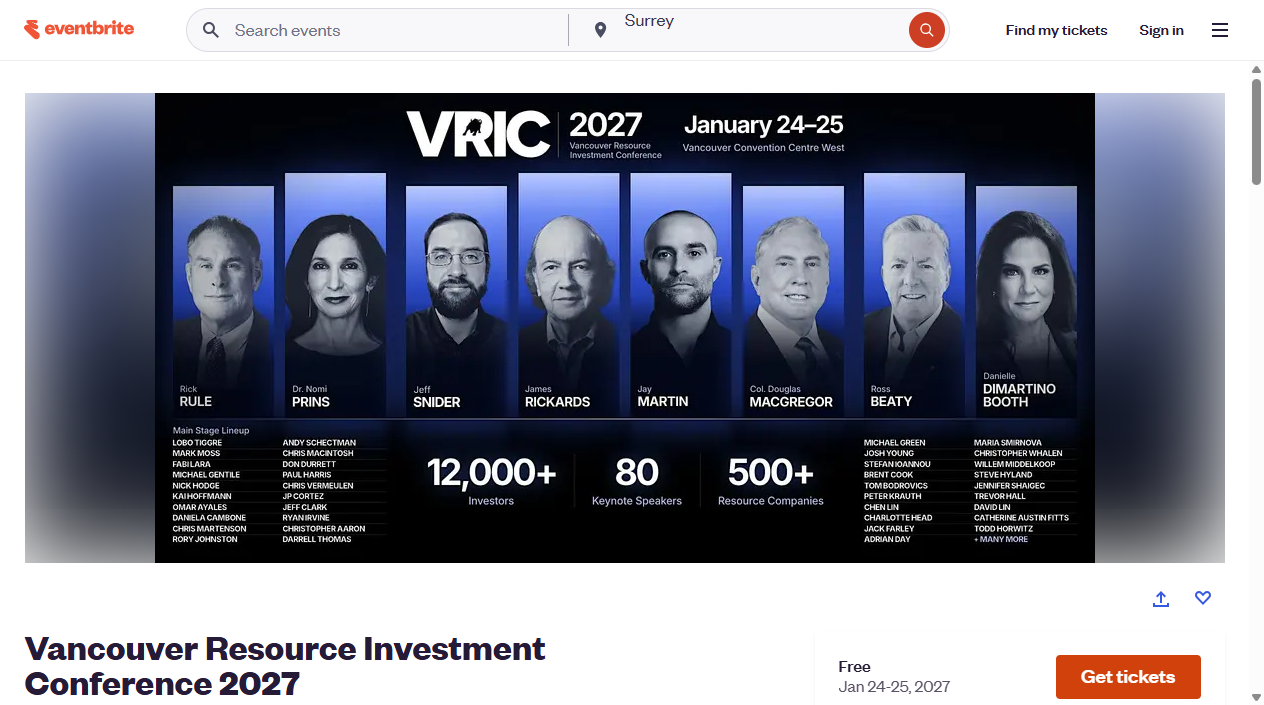 eventbrite
Search events
Surrey
Find my tickets
Sign in
VRIC
2027
Vancouver Resource
Investment Conference
January 24–25
Vancouver Convention Centre West
Rick
RULE
Dr. Nomi
PRINS
Jeff
SNIDER
James
RICKARDS
Jay
MARTIN
Col. Douglas
MACGREGOR
Ross
BEATY
Danielle
DIMARTINO
BOOTH
Main Stage Lineup
LOBO TIGGRE
MARK MOSS
FABI LARA
MICHAEL GENTILE
NICK HODGE
KAI HOFFMANN
OMAR AYALES
DANIELA CAMBONE
CHRIS MARTENSON
RORY JOHNSTON
ANDY SCHECTMAN
CHRIS MACINTOSH
DON DURRETT
PAUL HARRIS
CHRIS VERMEULEN
JP CORTEZ
JEFF CLARK
RYAN IRVINE
CHRISTOPHER AARON
DARRELL THOMAS
12,000+
Investors
80
Keynote Speakers
500+
Resource Companies
MICHAEL GREEN
JOSH YOUNG
STEFAN IOANNOU
BRENT COOK
TOM BODROVICS
PETER KRAUTH
CHEN LIN
CHARLOTTE HEAD
JACK FARLEY
ADRIAN DAY
MARIA SMIRNOVA
CHRISTOPHER WHALEN
WILLEM MIDDELKOOP
STEVE HYLAND
JENNIFER SHAIGEC
TREVOR HALL
DAVID LIN
CATHERINE AUSTIN FITTS
TODD HORWITZ
+ MANY MORE
Vancouver Resource Investment
Conference 2027
Free
Jan 24-25, 2027
Get tickets